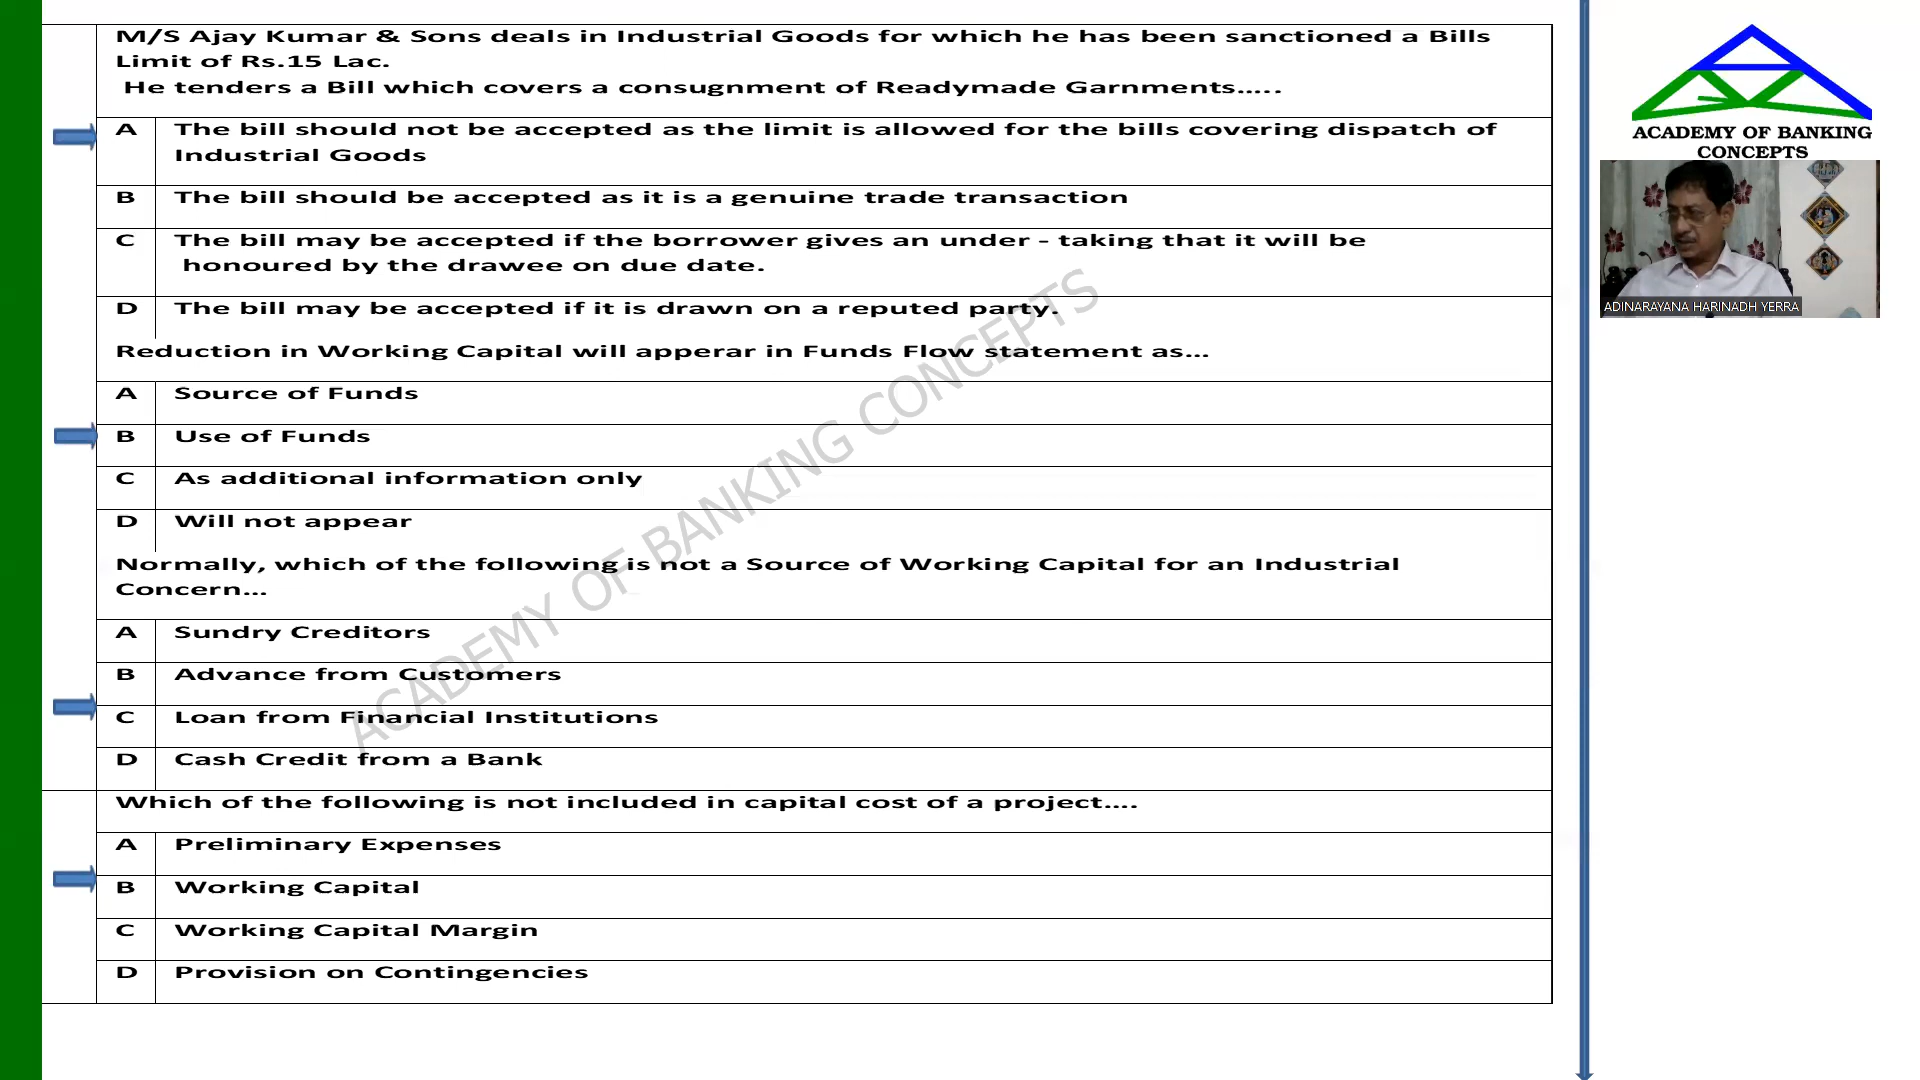 M/S Ajay Kumar & Sons deals in Industrial Goods for which he has been sanctioned a Bills
Limit of Rs.15 Lac.
He tenders a Bill which covers a consugnment of Readymade Garnments.....
A The bill should not be accepted as the limit is allowed for the bills covering dispatch of
Industrial Goods
B The bill should be accepted as it is a genuine trade transaction
C The bill may be accepted if the borrower gives an under - taking that it will be
honoured by the drawee on due date.
D The bill may be accepted if it is drawn on a reputed party.
Reduction in Working Capital will apperar in Funds Flow statement as...
A Source of Funds
B Use of Funds
C As additional information only
D Will not appear
Normally, which of the following is not a Source of Working Capital for an Industrial
Concern...
A Sundry Creditors
B Advance from Customers
C Loan from Financial Institutions
D Cash Credit from a Bank
Which of the following is not included in capital cost of a project....
A Preliminary Expenses
B Working Capital
C Working Capital Margin
D Provision on Contingencies
ACADEMY OF BANKING CONCEPTS
ACADEMY OF BANKING
CONCEPTS
ADINARAYANA HARINADH YERRA